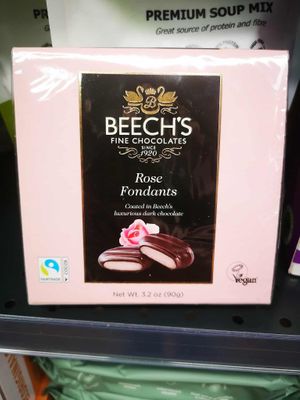 PREMIUM SOUP MIX
Great source of protein and fibre
B
BEECH'S
FINE CHOCOLATES
SINCE
1920
Rose
Fondants
Coated in Beech's
luxurious dark chocolate
FAIRTRADE
COCOA
vegan
Net Wt. 3.2 oz (90g)